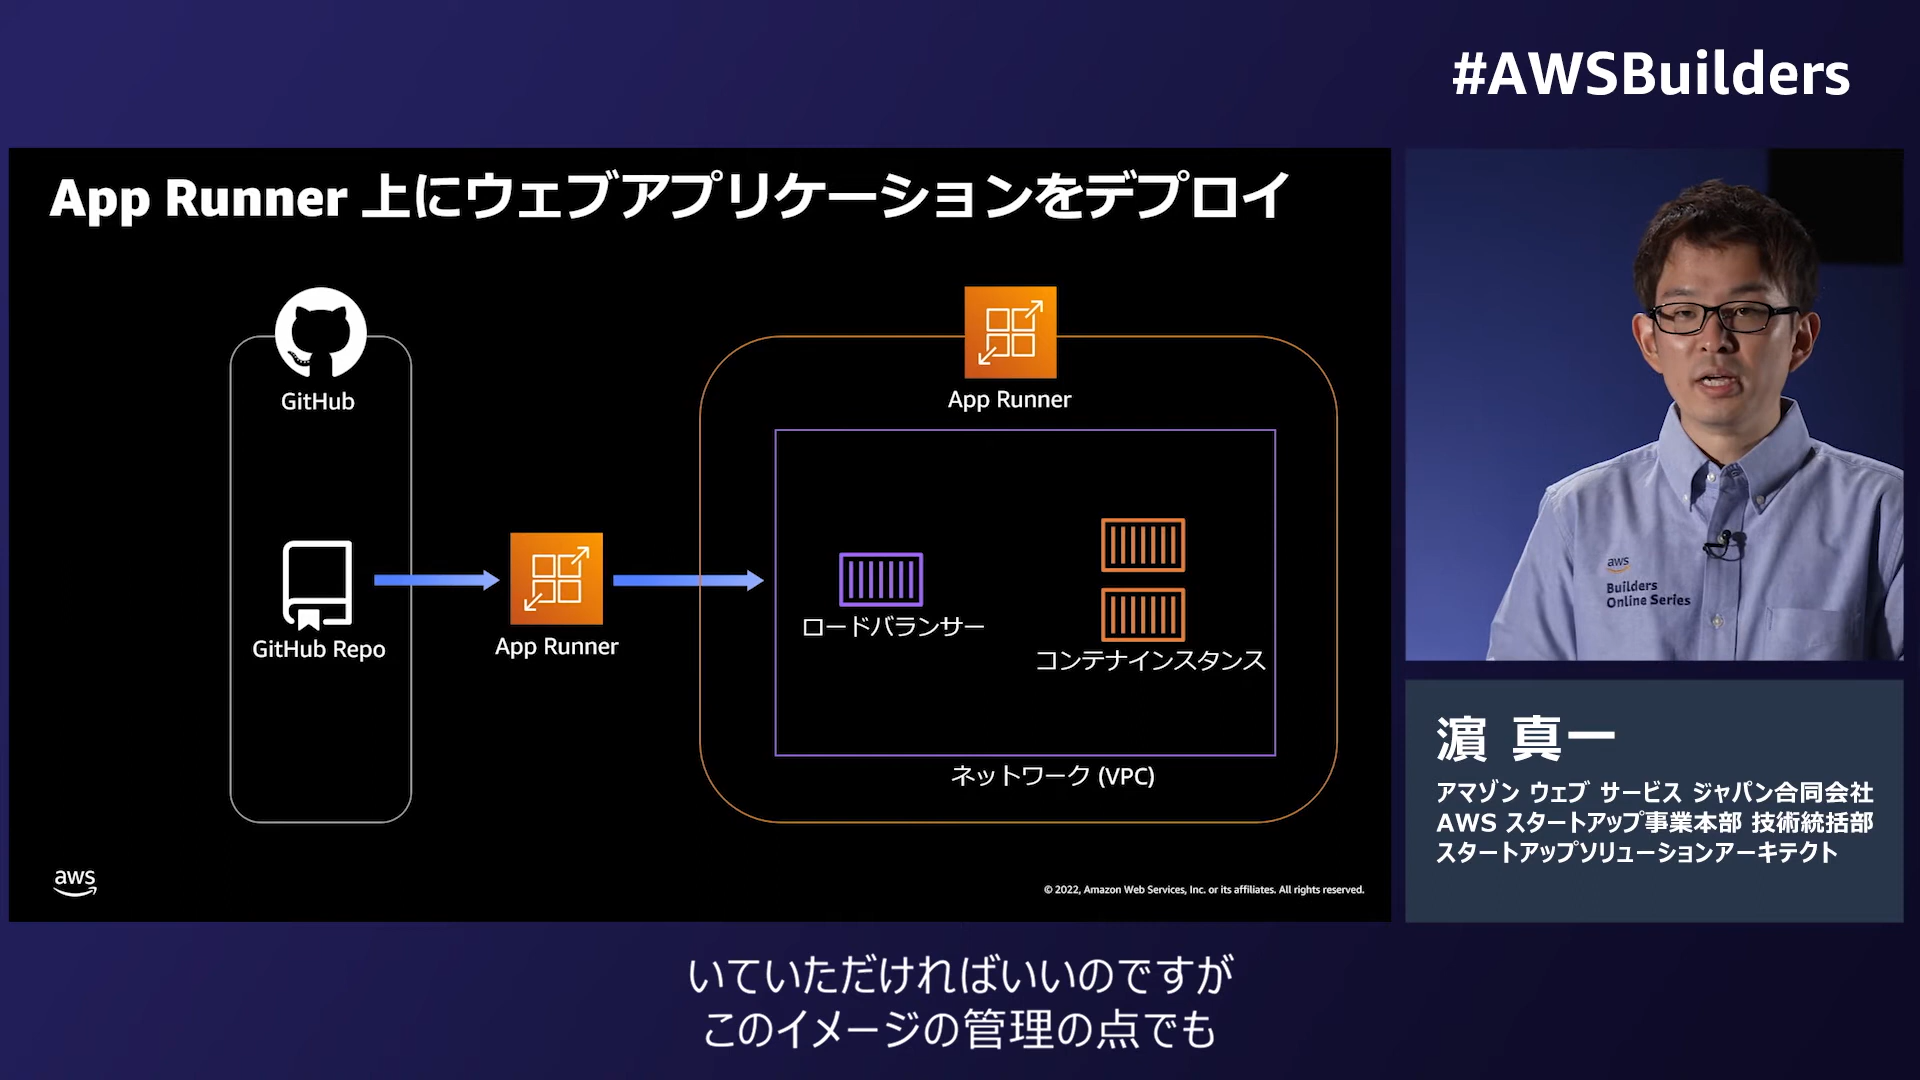 #AWSBuilders
App Runner 上にウェブアプリケーションをデプロイ
GitHub
App Runner
GitHub Repo
App Runner
ロードバランサー
コンテナインスタンス
ネットワーク (VPC)
aws
© 2022, Amazon Web Services, Inc. or its affiliates. All rights reserved.
aws
Builders
Online Series
濵 真一
アマゾン ウェブ サービス ジャパン合同会社
AWS スタートアップ事業本部 技術統括部
スタートアップソリューションアーキテクト
いていただければいいのですが
このイメージの管理の点でも